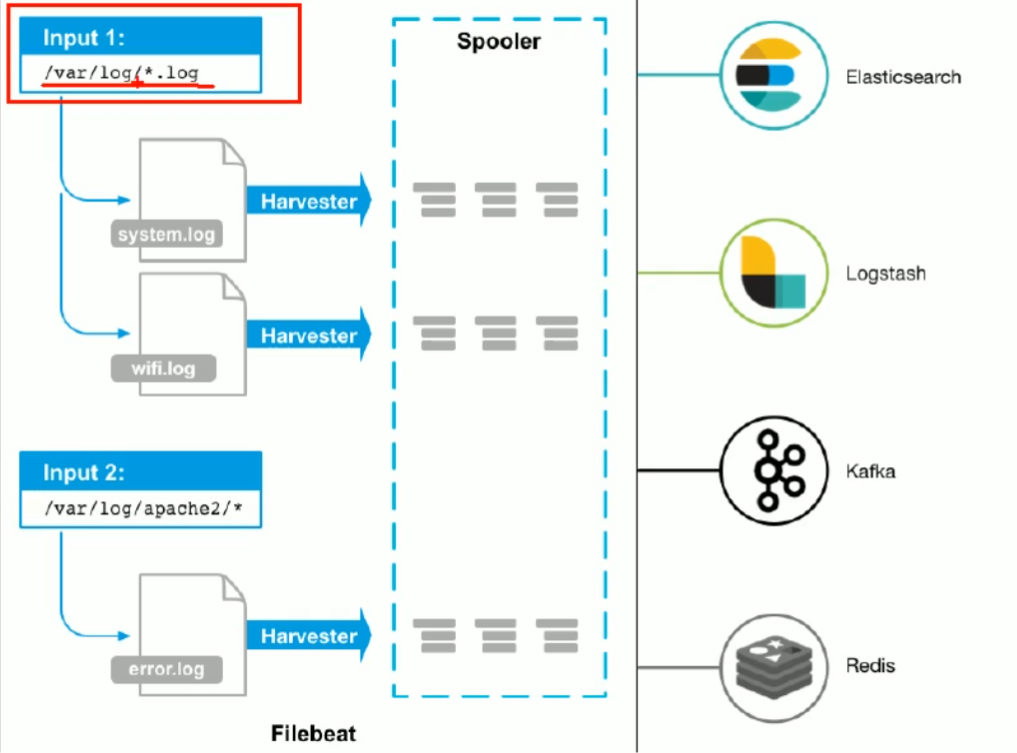 Input 1:
/var/log/*.log
Spooler
Elasticsearch
Harvester
system.log
Logstash
Harvester
wifi.log
Input 2:
/var/log/apache2/*
Kafka
Harvester
error.log
Redis
Filebeat